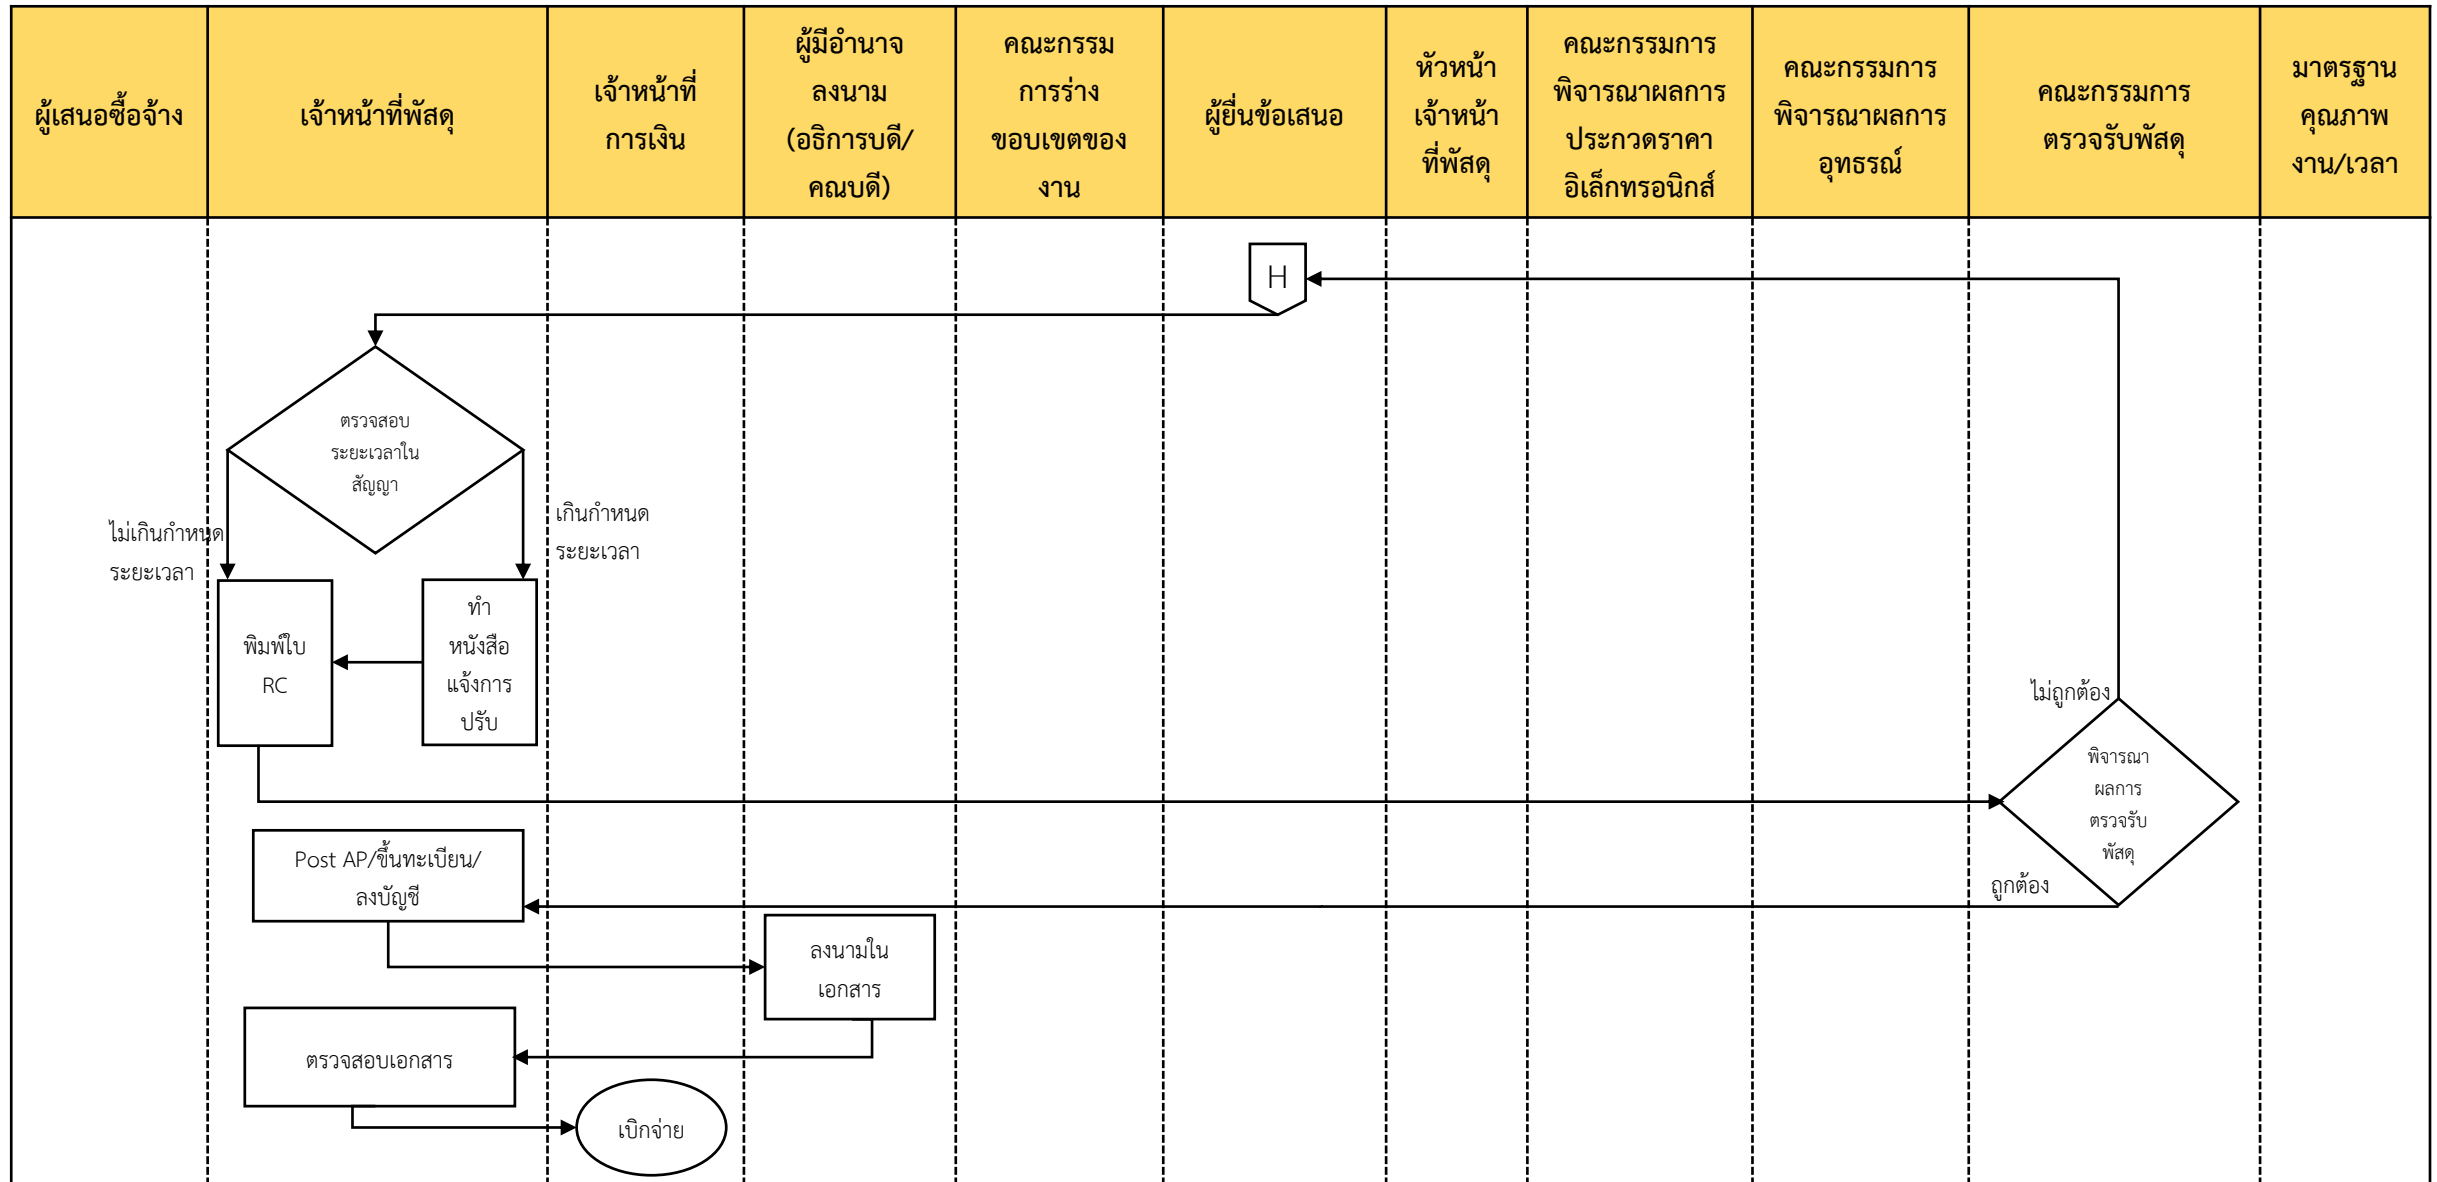 ผู้เสนอซื้อจ้าง
เจ้าหน้าที่พัสดุ
เจ้าหน้าที่
การเงิน
ผู้มีอำนาจ
ลงนาม
(อธิการบดี/
คณบดี)
คณะกรรม
การร่าง
ขอบเขตของ
งาน
ผู้ยื่นข้อเสนอ
หัวหน้า
เจ้าหน้า
ที่พัสดุ
คณะกรรมการ
พิจารณาผลการ
ประกวดราคา
อิเล็กทรอนิกส์
คณะกรรมการ
พิจารณาผลการ
อุทธรณ์
คณะกรรมการ
ตรวจรับพัสดุ
มาตรฐาน
คุณภาพ
งาน/เวลา
H
ตรวจสอบ
ระยะเวลาใน
สัญญา
ไม่เกินกำหนด
ระยะเวลา
เกินกำหนด
ระยะเวลา
พิมพ์ใบ
RC
ทำ
หนังสือ
แจ้งการ
ปรับ
ไม่ถูกต้อง
พิจารณา
ผลการ
ตรวจรับ
พัสดุ
ถูกต้อง
Post AP/ขึ้นทะเบียน/
ลงบัญชี
ลงนามใน
เอกสาร
ตรวจสอบเอกสาร
เบิกจ่าย